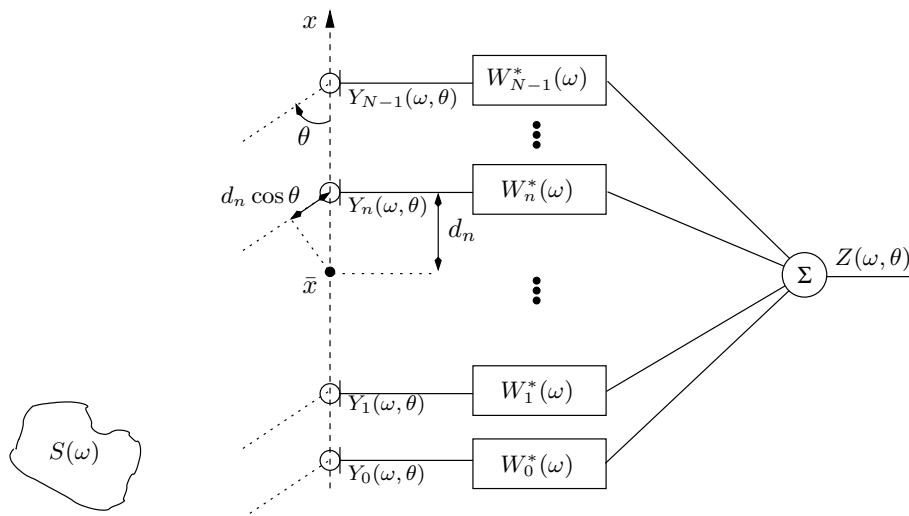 x
Y_{N−1}(ω, θ)
W*_{N−1}(ω)
θ
d_n cos θ
Y_n(ω, θ)
W*_n(ω)
d_n
x̄
Σ
Z(ω, θ)
Y_1(ω, θ)
W*_1(ω)
S(ω)
Y_0(ω, θ)
W*_0(ω)